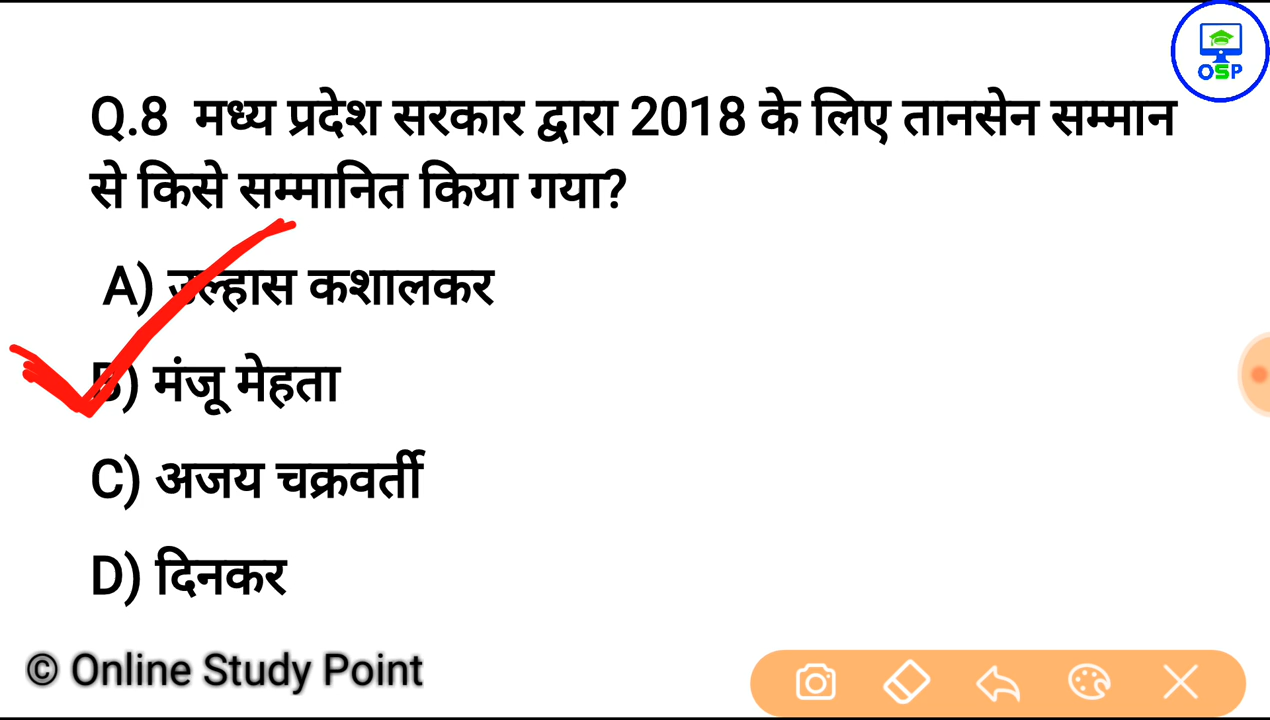 OSP
Q.8 मध्य प्रदेश सरकार द्वारा 2018 के लिए तानसेन सम्मान
से किसे सम्मानित किया गया?
A) उल्हास कशालकर
B) मंजू मेहता
C) अजय चक्रवर्ती
D) दिनकर
© Online Study Point